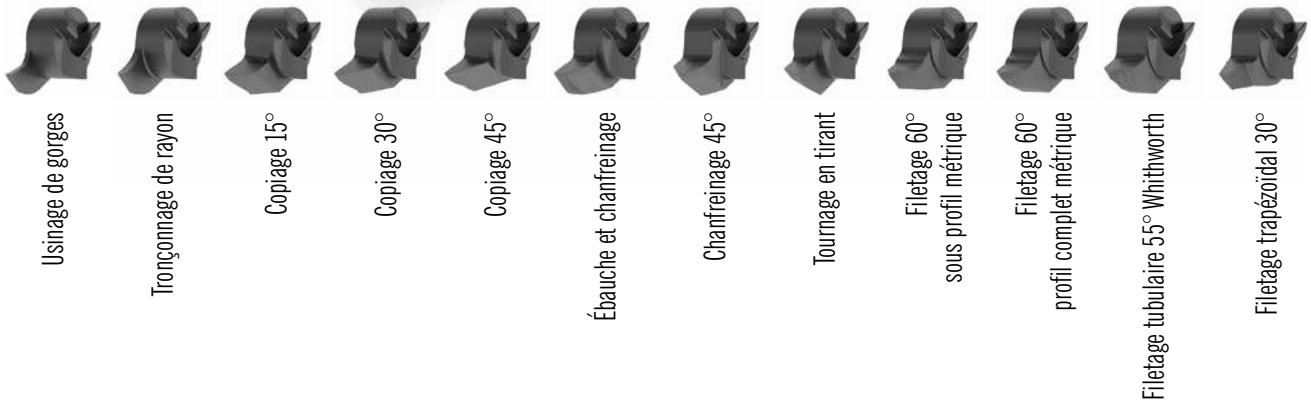 Usinage de gorges
Tronçonnage de rayon
Copiage 15°
Copiage 30°
Copiage 45°
Ébauche et chanfreinage
Chanfreinage 45°
Tournage en tirant
Filetage 60°
sous profil métrique
Filetage 60°
profil complet métrique
Filetage tubulaire 55° Whithworth
Filetage trapézoïdal 30°